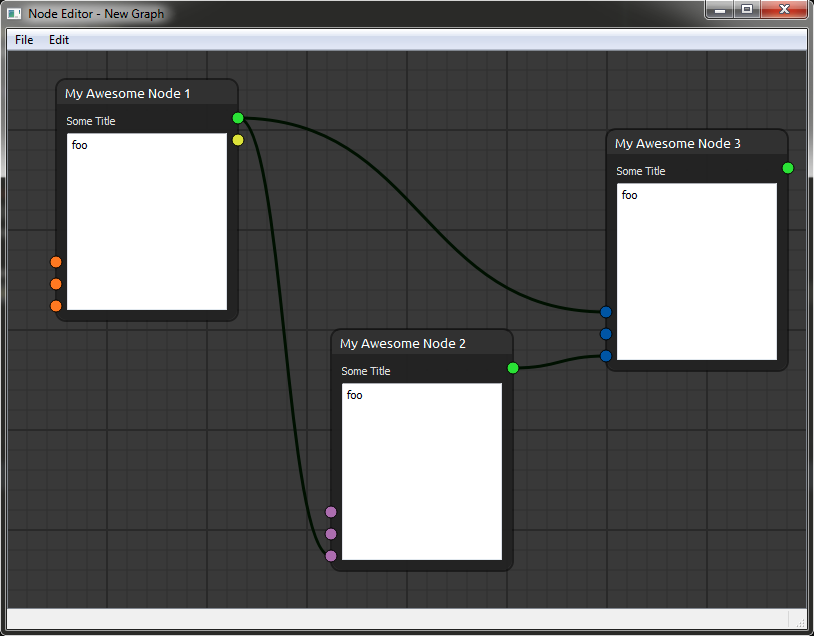 Node Editor - New Graph
File Edit
My Awesome Node 1
Some Title
foo
My Awesome Node 3
Some Title
foo
My Awesome Node 2
Some Title
foo